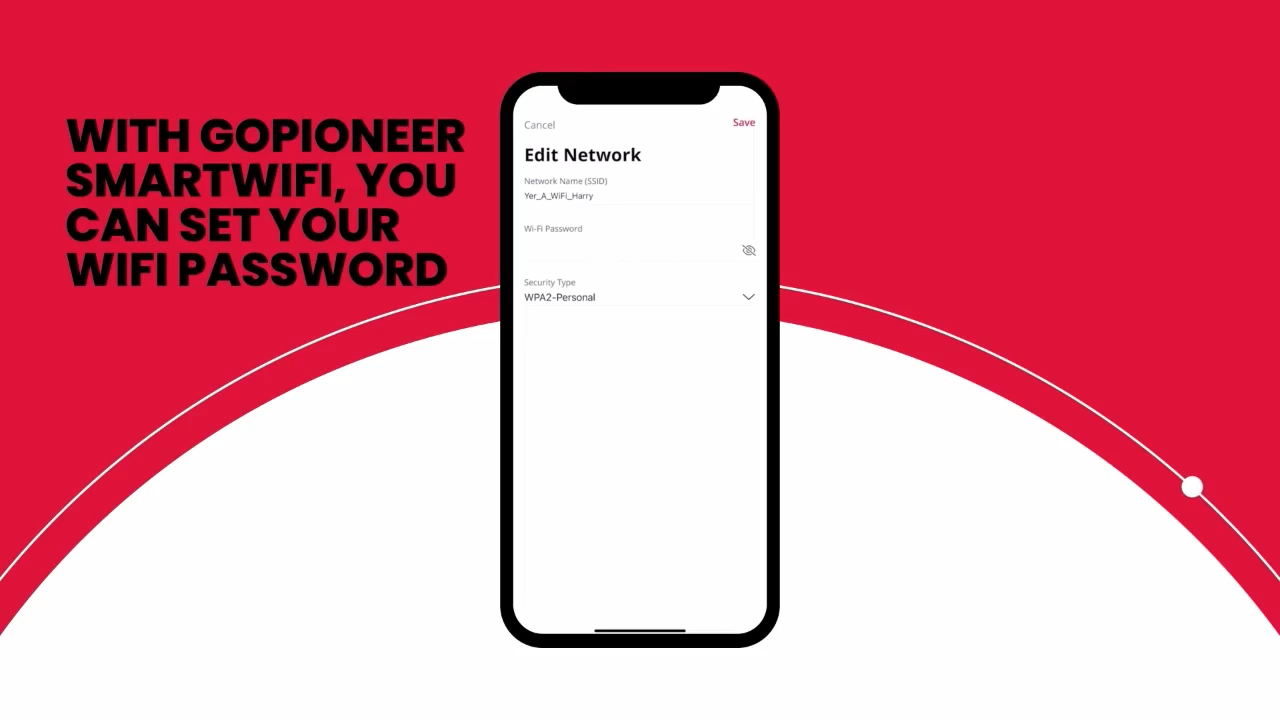 WITH GOPIONEER
SMARTWIFI, YOU
CAN SET YOUR
WIFI PASSWORD
Cancel
Save
Edit Network
Network Name (SSID)
Yer_A_WiFi_Harry
Wi-Fi Password
Security Type
WPA2-Personal